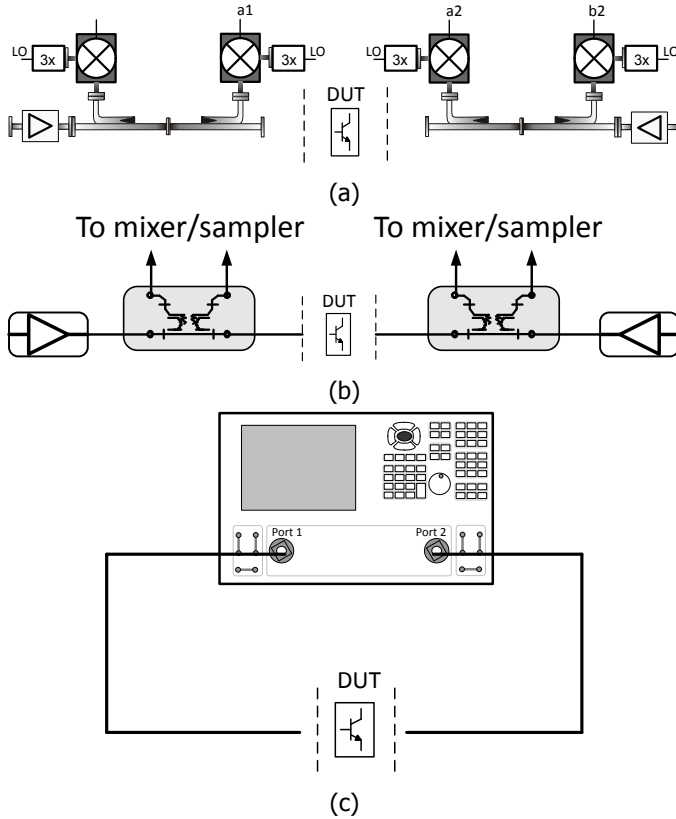 a1 a2 b2
LO 3x 3x LO LO 3x 3x LO
DUT
(a)
To mixer/sampler To mixer/sampler
DUT
(b)
Port 1 Port 2
DUT
(c)